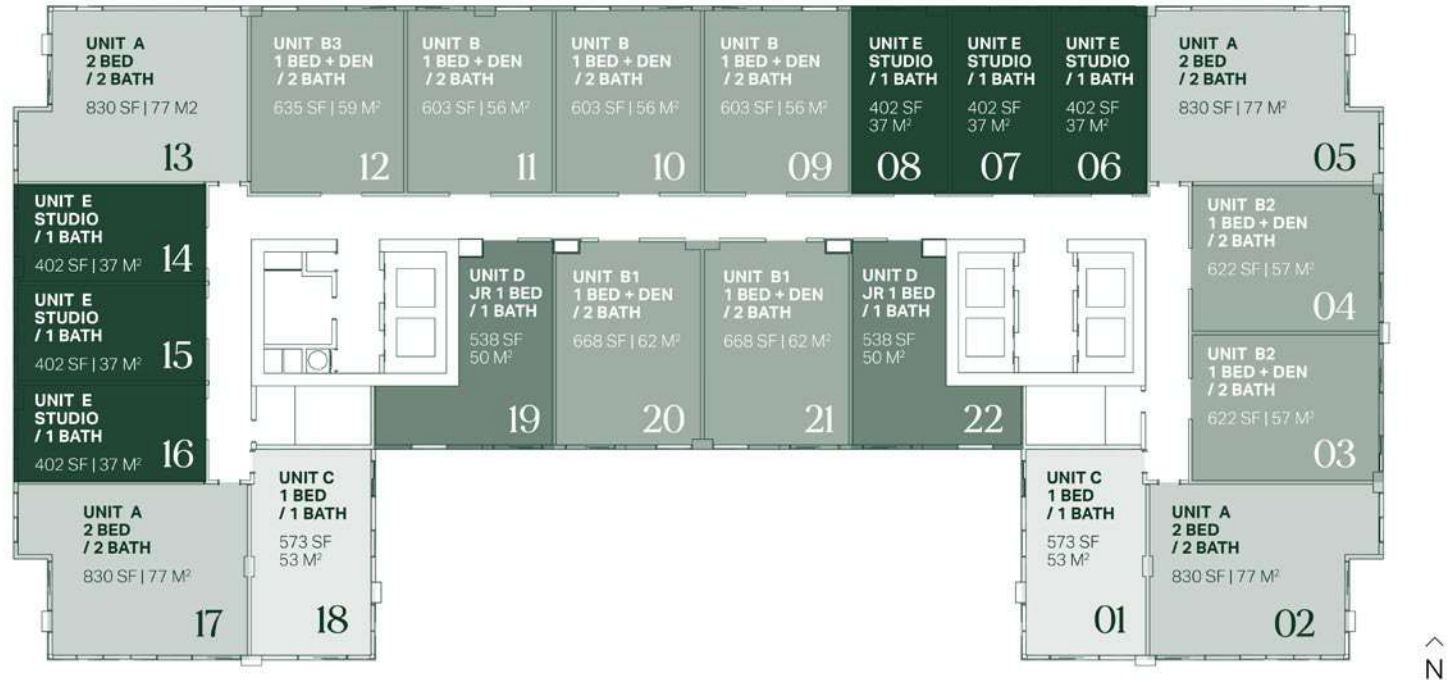 UNIT A
2 BED
/ 2 BATH
830 SF | 77 M2
13
UNIT B3
1 BED + DEN
/ 2 BATH
635 SF | 59 M²
12
UNIT B
1 BED + DEN
/ 2 BATH
603 SF | 56 M²
11
UNIT B
1 BED + DEN
/ 2 BATH
603 SF | 56 M²
10
UNIT B
1 BED + DEN
/ 2 BATH
603 SF | 56 M²
09
UNIT E
STUDIO
/ 1 BATH
402 SF
37 M²
08
UNIT E
STUDIO
/ 1 BATH
402 SF
37 M²
07
UNIT E
STUDIO
/ 1 BATH
402 SF
37 M²
06
UNIT A
2 BED
/ 2 BATH
830 SF | 77 M²
05
UNIT E
STUDIO
/ 1 BATH
402 SF | 37 M²
14
UNIT E
STUDIO
/ 1 BATH
402 SF | 37 M²
15
UNIT E
STUDIO
/ 1 BATH
402 SF | 37 M²
16
UNIT D
JR 1 BED
/ 1 BATH
538 SF
50 M²
19
UNIT B1
1 BED + DEN
/ 2 BATH
668 SF | 62 M²
20
UNIT B1
1 BED + DEN
/ 2 BATH
668 SF | 62 M²
21
UNIT D
JR 1 BED
/ 1 BATH
538 SF
50 M²
22
UNIT B2
1 BED + DEN
/ 2 BATH
622 SF | 57 M²
04
UNIT B2
1 BED + DEN
/ 2 BATH
622 SF | 57 M²
03
UNIT A
2 BED
/ 2 BATH
830 SF | 77 M²
17
UNIT C
1 BED
/ 1 BATH
573 SF
53 M²
18
UNIT C
1 BED
/ 1 BATH
573 SF
53 M²
01
UNIT A
2 BED
/ 2 BATH
830 SF | 77 M²
02
N